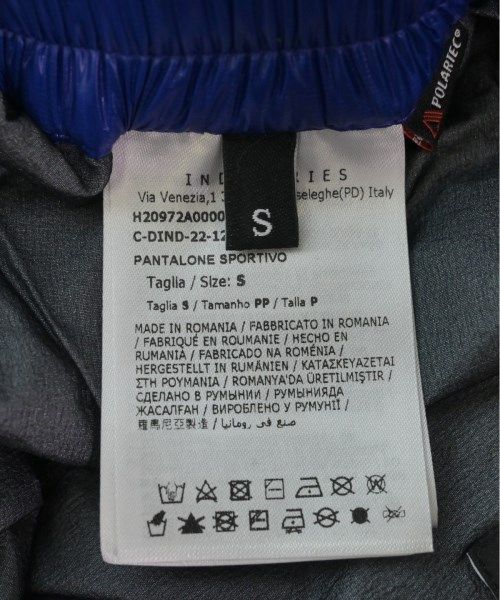 POLARTEC®
IND RIES
Via Venezia,1 seleghe(PD) Italy
H20972A0000
C-DIND-22-12
S
PANTALONE SPORTIVO
Taglia / Size: S
Taglia S / Tamanho PP / Talla P
MADE IN ROMANIA / FABBRICATO IN ROMANIA
/ FABRIQUÉ EN ROUMANIE / HECHO EN
RUMANIA / FABRICADO NA ROMÉNIA /
HERGESTELLT IN RUMÄNIEN / ΚΑΤΑΣΚΕΥΑΖΕΤΑΙ
ΣΤΗ ΡΟΥΜΑΝΙΑ / ROMANYA'DA ÜRETİLMİŞTİR /
СДЕЛАНО В РУМЫНИИ / РУМЫНИЯДА
ЖАСАЛҒАН / ВИРОБЛЕНО У РУМУНІЇ /
羅馬尼亞製造 / صنع في رومانيا